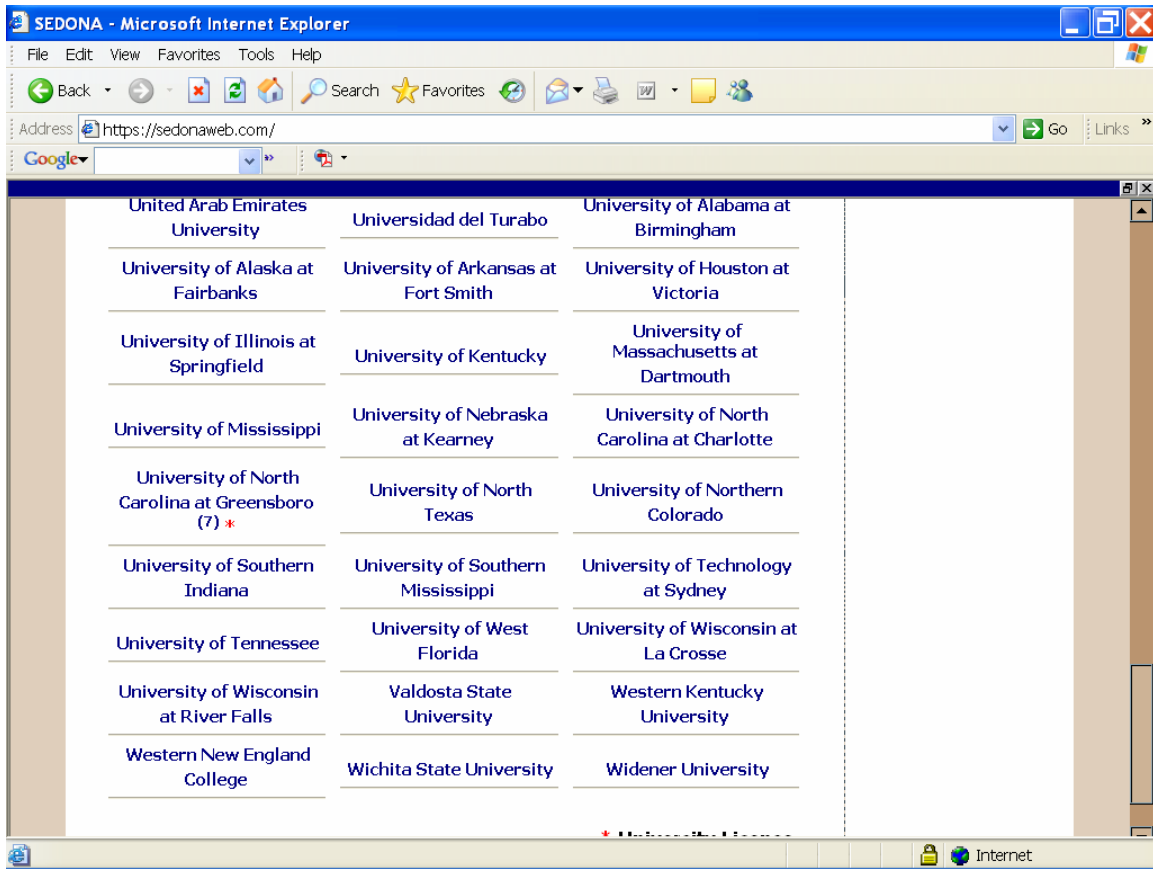 SEDONA - Microsoft Internet Explorer
File Edit View Favorites Tools Help
Back Search Favorites
Address https://sedonaweb.com/ Go Links »
Google
United Arab Emirates
University
Universidad del Turabo
University of Alabama at
Birmingham
University of Alaska at
Fairbanks
University of Arkansas at
Fort Smith
University of Houston at
Victoria
University of Illinois at
Springfield
University of Kentucky
University of
Massachusetts at
Dartmouth
University of Mississippi
University of Nebraska
at Kearney
University of North
Carolina at Charlotte
University of North
Carolina at Greensboro
(7) *
University of North
Texas
University of Northern
Colorado
University of Southern
Indiana
University of Southern
Mississippi
University of Technology
at Sydney
University of Tennessee
University of West
Florida
University of Wisconsin at
La Crosse
University of Wisconsin
at River Falls
Valdosta State
University
Western Kentucky
University
Western New England
College
Wichita State University
Widener University
* University License
Internet